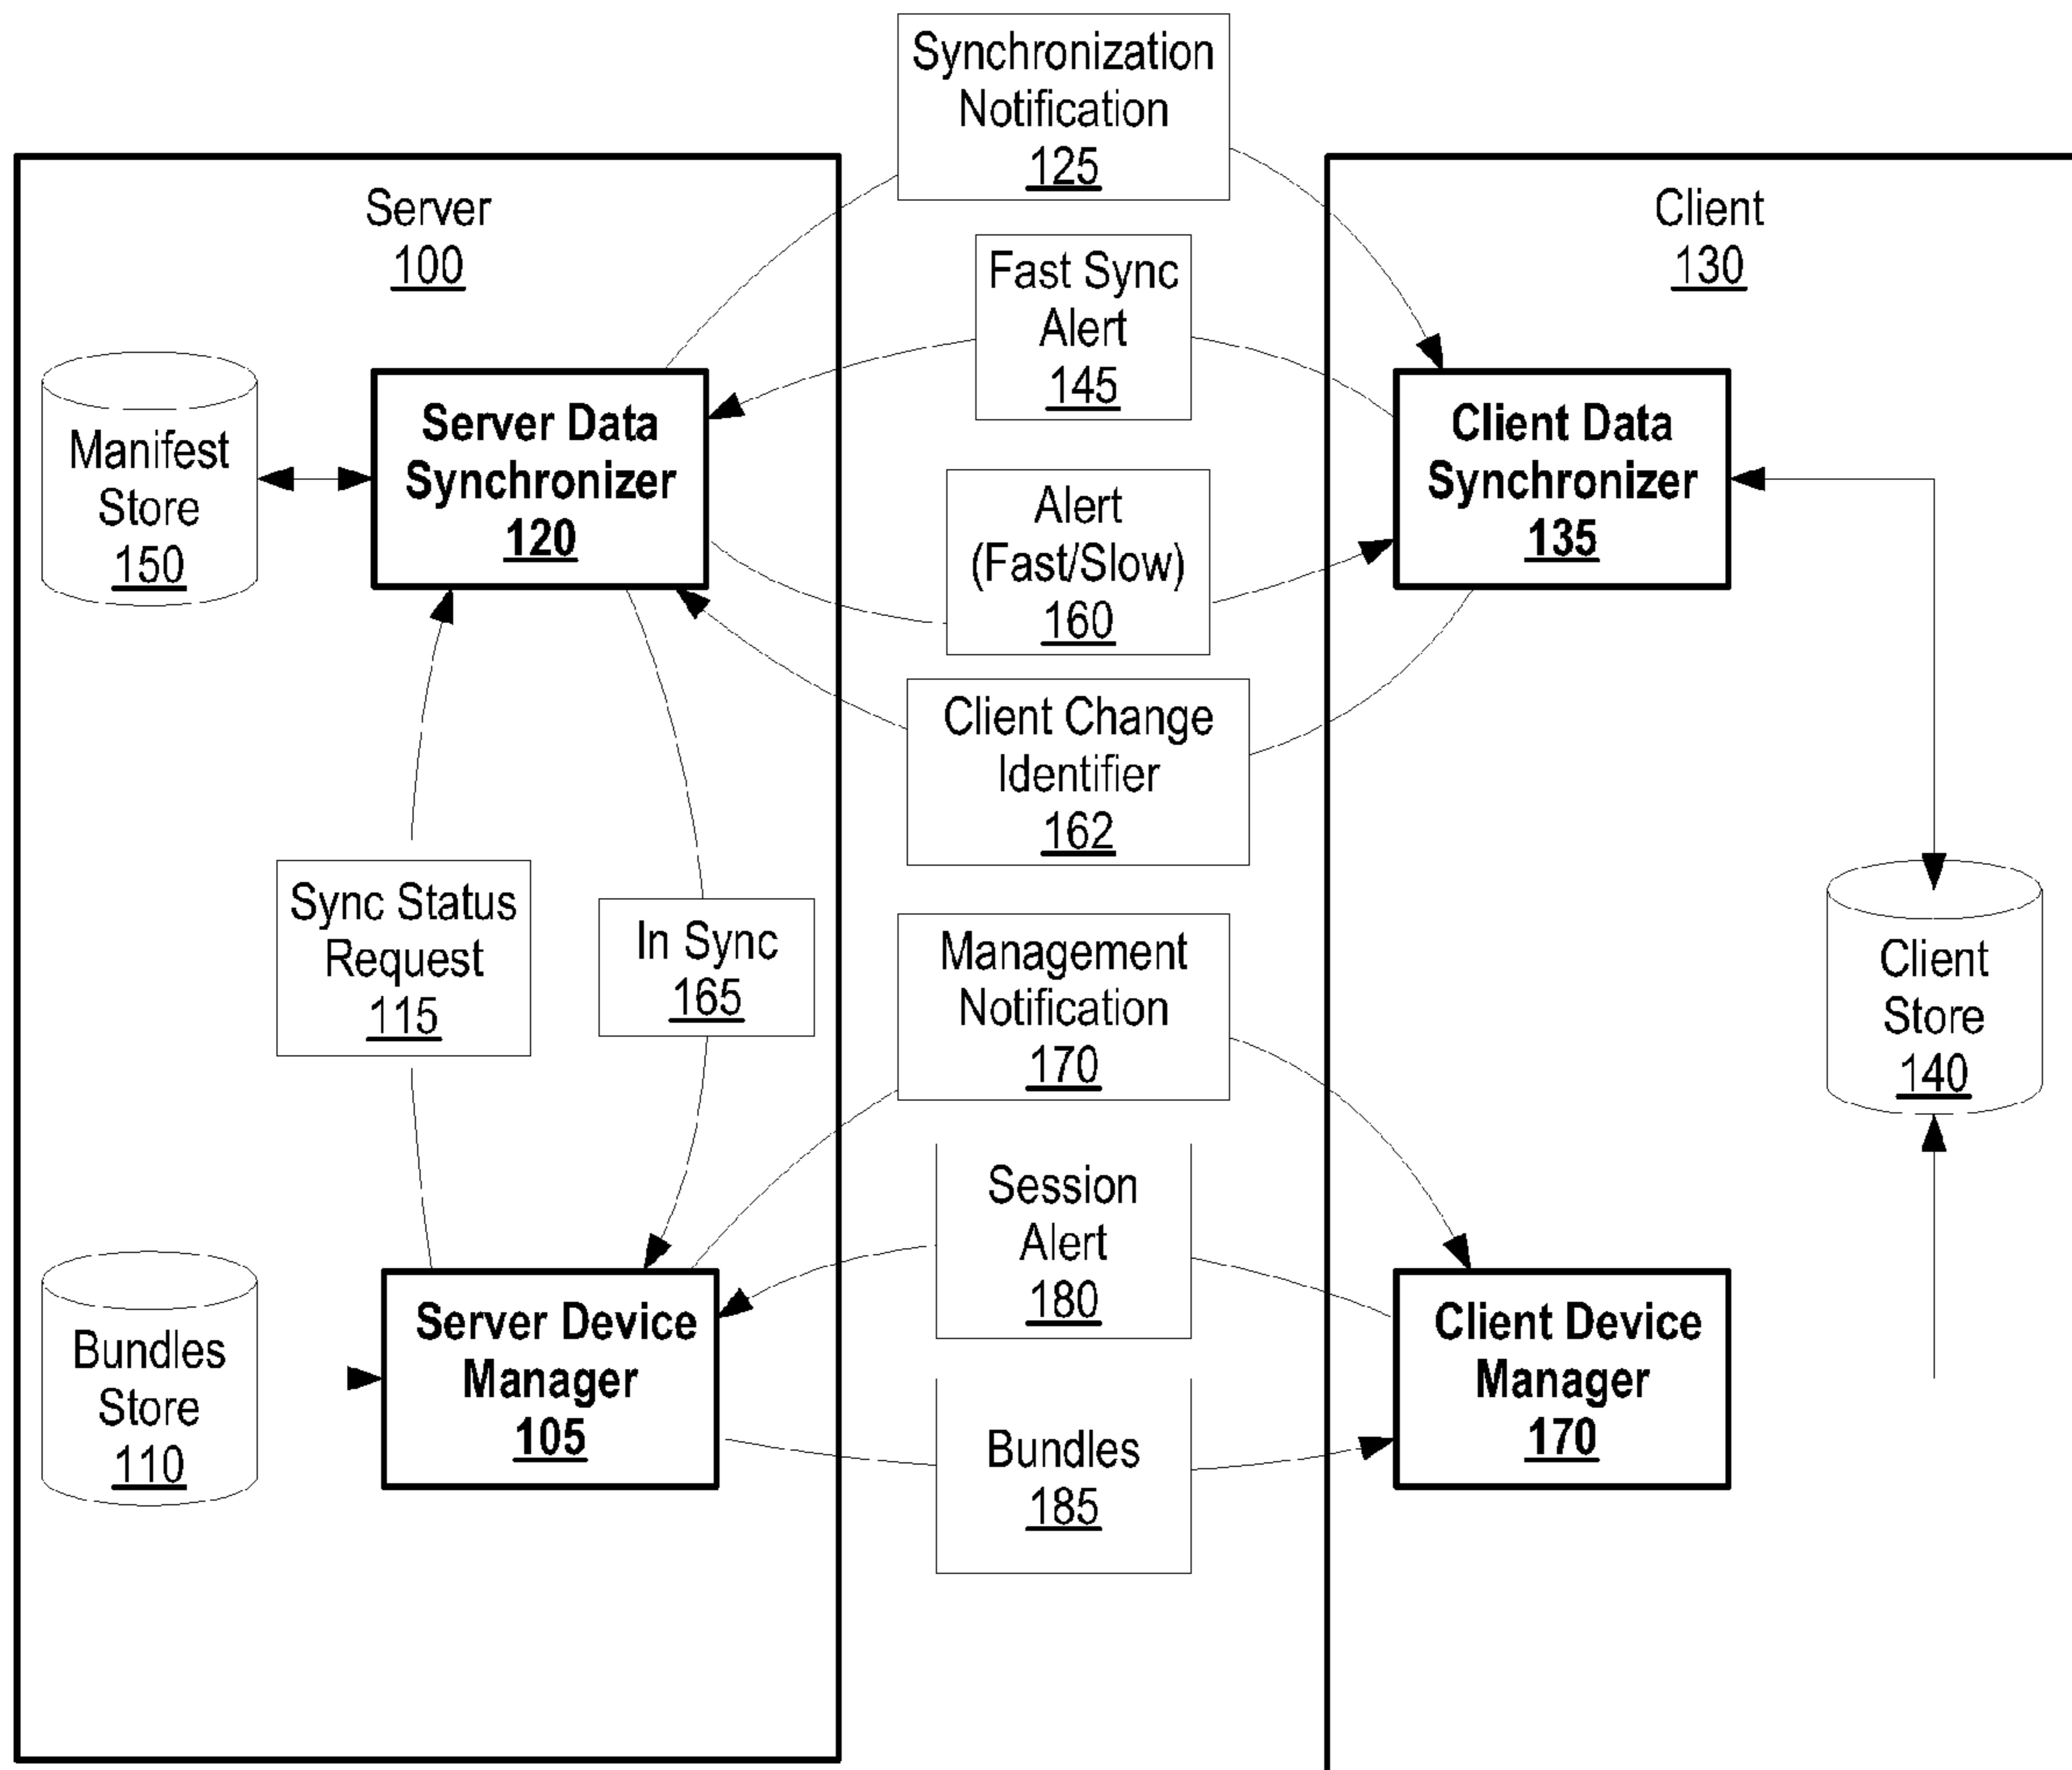 Synchronization
Notification
125
Server
100
Client
130
Fast Sync
Alert
145
Manifest
Store
150
Server Data
Synchronizer
120
Client Data
Synchronizer
135
Alert
(Fast/Slow)
160
Client Change
Identifier
162
Sync Status
Request
115
In Sync
165
Management
Notification
170
Client
Store
140
Session
Alert
180
Bundles
Store
110
Server Device
Manager
105
Client Device
Manager
170
Bundles
185